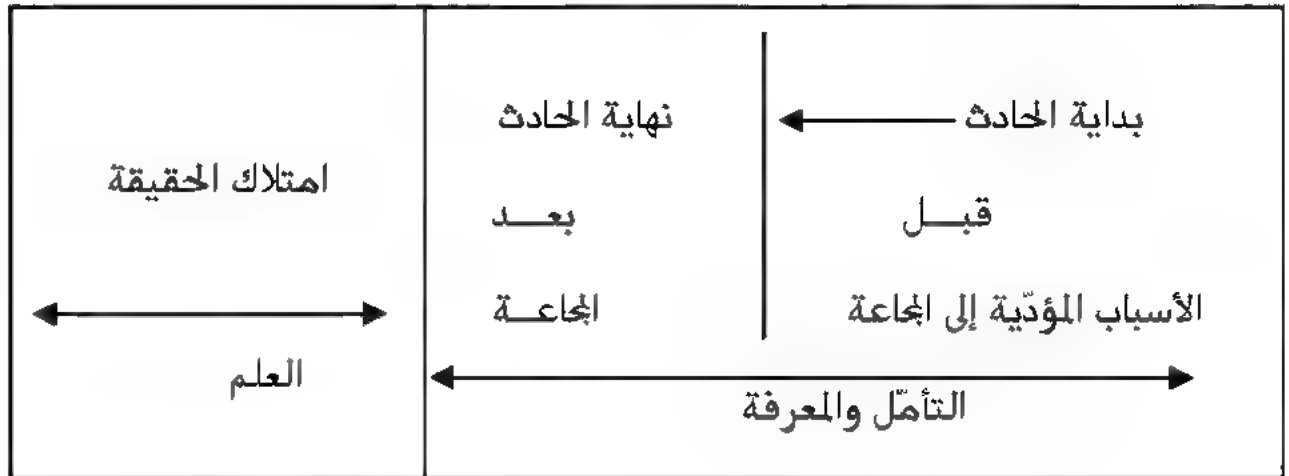 بداية الحادث
نهاية الحادث
قبل
بعد
الأسباب المؤدّية إلى المجاعة
المجاعة
التأمّل والمعرفة
امتلاك الحقيقة
العلم